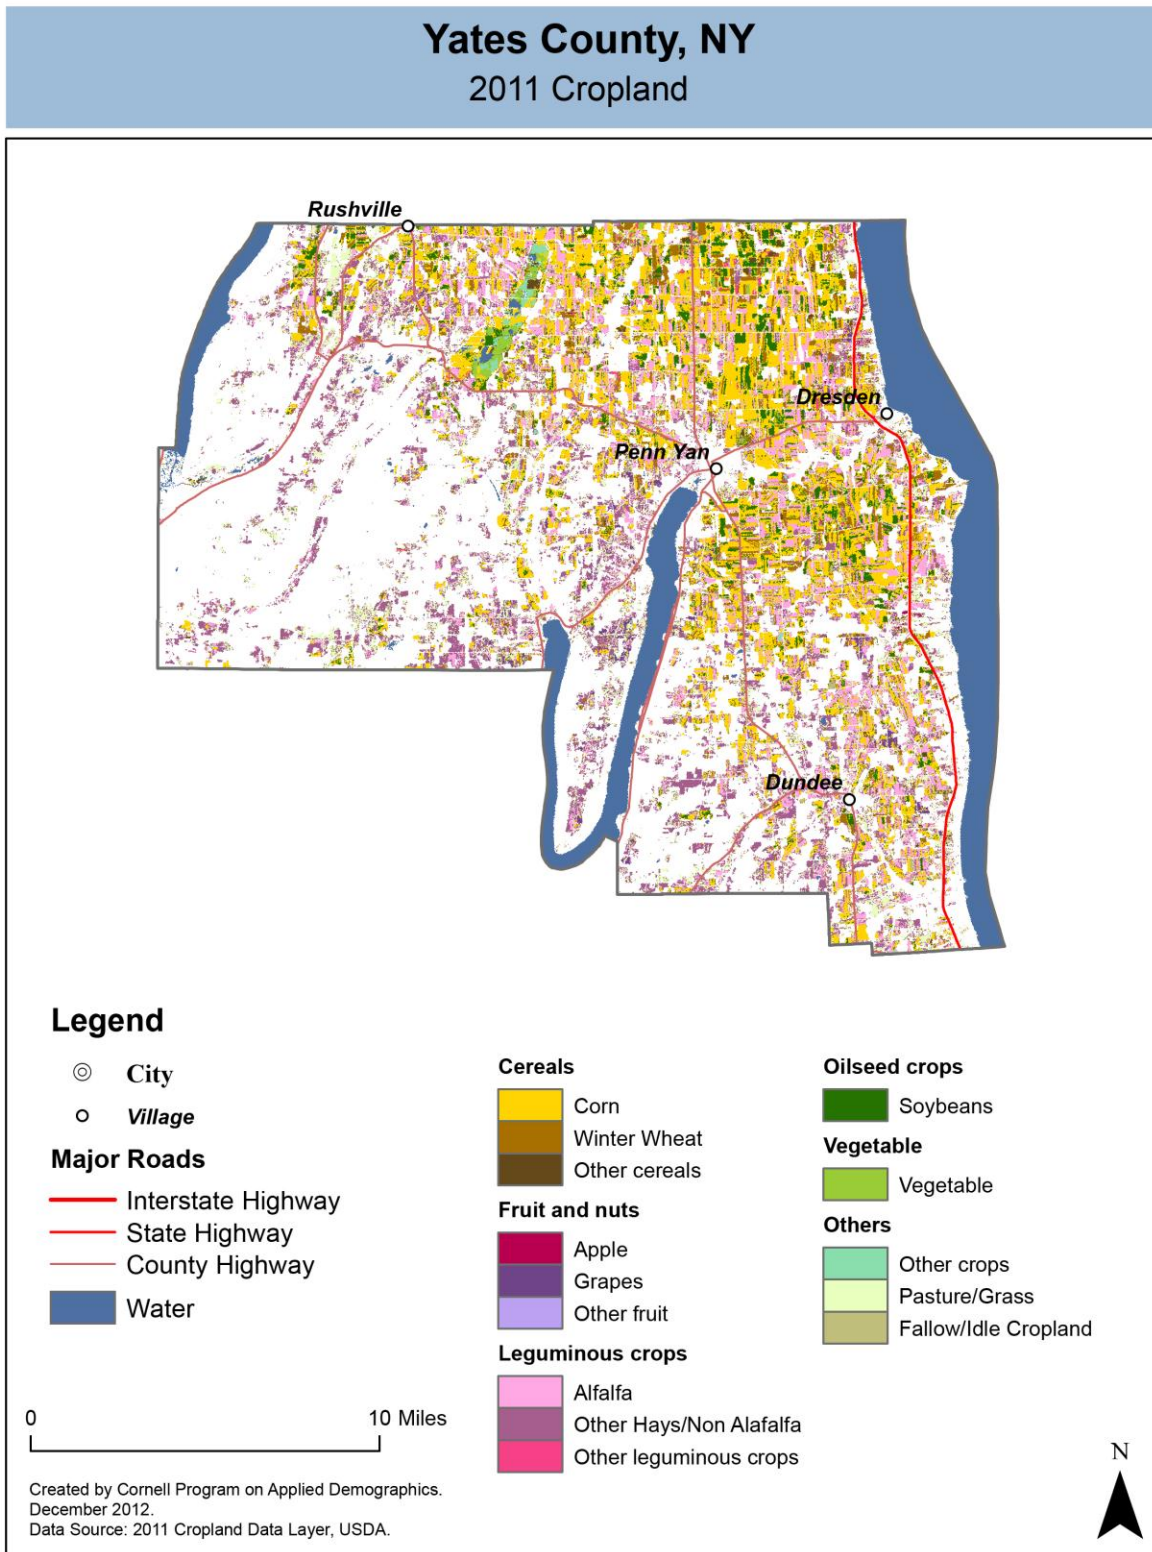 Yates County, NY
2011 Cropland
Rushville
Dresden
Penn Yan
Dundee
Legend
City
Village
Major Roads
Interstate Highway
State Highway
County Highway
Water
Cereals
Corn
Winter Wheat
Other cereals
Fruit and nuts
Apple
Grapes
Other fruit
Leguminous crops
Alfalfa
Other Hays/Non Alafalfa
Other leguminous crops
Oilseed crops
Soybeans
Vegetable
Vegetable
Others
Other crops
Pasture/Grass
Fallow/Idle Cropland
0 10 Miles
N
Created by Cornell Program on Applied Demographics.
December 2012.
Data Source: 2011 Cropland Data Layer, USDA.